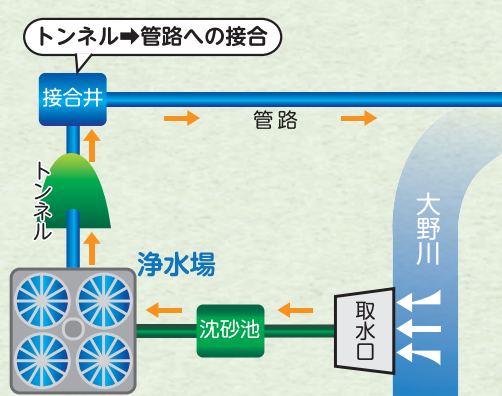 トンネル➡管路への接合
接合井
管路
トンネル
大野川
浄水場
沈砂池
取水口